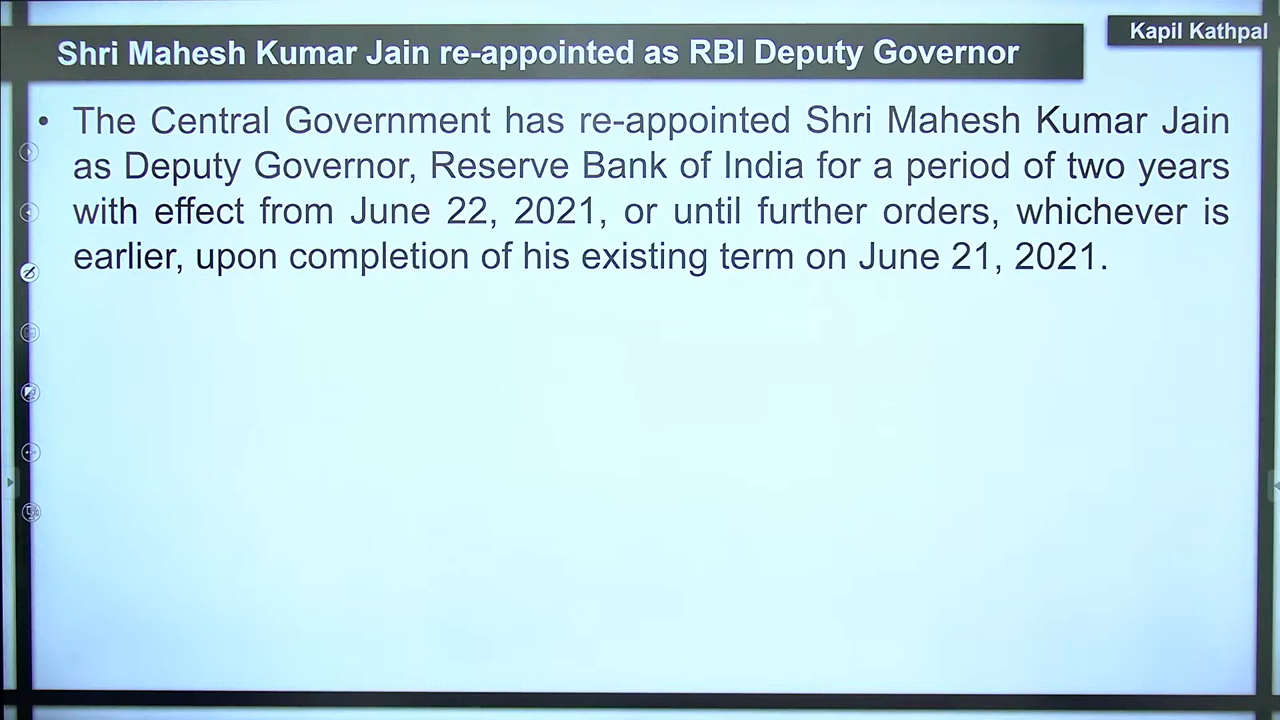 Kapil Kathpal
Shri Mahesh Kumar Jain re-appointed as RBI Deputy Governor
• The Central Government has re-appointed Shri Mahesh Kumar Jain
as Deputy Governor, Reserve Bank of India for a period of two years
with effect from June 22, 2021, or until further orders, whichever is
earlier, upon completion of his existing term on June 21, 2021.